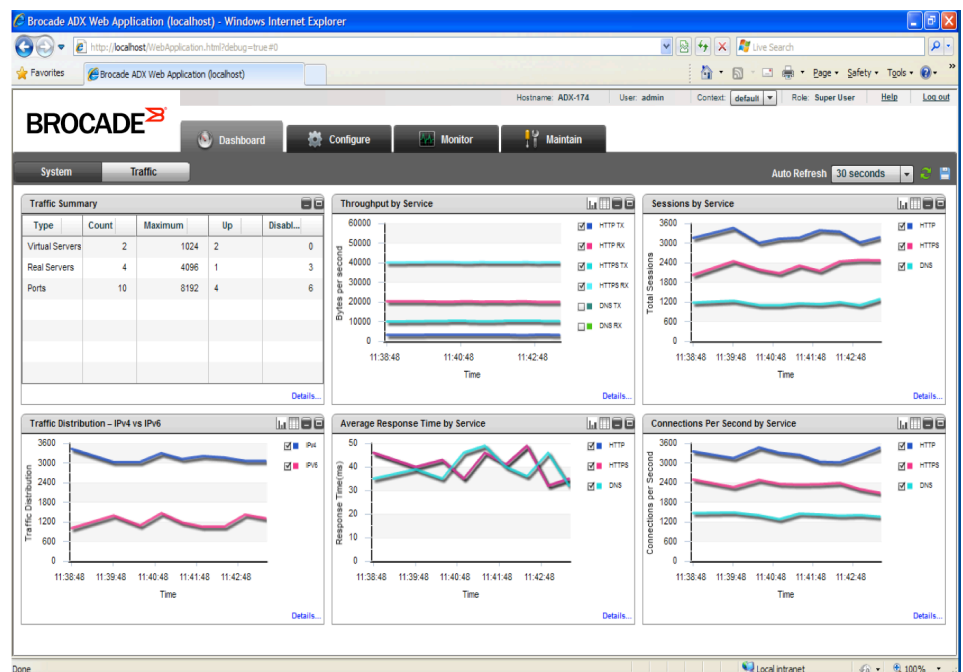 Brocade ADX Web Application (localhost) - Windows Internet Explorer
http://localhost/WebApplication.html?debug=true#0
Live Search
Favorites
Brocade ADX Web Application (localhost)
Page
Safety
Tools
Hostname: ADX-174 User: admin Context: default Role: Super User Help Log out
BROCADE
Dashboard Configure Monitor Maintain
System Traffic
Auto Refresh 30 seconds
Traffic Summary
Type Count Maximum Up Disabl...
Virtual Servers 2 1024 2 0
Real Servers 4 4096 1 3
Ports 10 8192 4 6
Details...
Throughput by Service
Bytes per second
60000
50000
40000
30000
20000
10000
0
11:38:48 11:40:48 11:42:48
Time
HTTP TX
HTTP RX
HTTPS TX
HTTPS RX
DNS TX
DNS RX
Details...
Sessions by Service
Total Sessions
3600
3000
2400
1800
1200
600
0
11:38:48 11:39:48 11:40:48 11:41:48 11:42:48
Time
HTTP
HTTPS
DNS
Details...
Traffic Distribution – IPv4 vs IPv6
Traffic Distribution
3600
3000
2400
1800
1200
600
0
11:38:48 11:39:48 11:40:48 11:41:48 11:42:48
Time
IPv4
IPV6
Details...
Average Response Time by Service
Response Time(ms)
50
40
30
20
10
0
11:38:48 11:39:48 11:40:48 11:41:48 11:42:48
Time
HTTP
HTTPS
DNS
Details...
Connections Per Second by Service
Connections per Second
3600
3000
2400
1800
1200
600
0
11:38:48 11:39:48 11:40:48 11:41:48 11:42:48
Time
HTTP
HTTPS
DNS
Details...
Done
Local intranet
100%